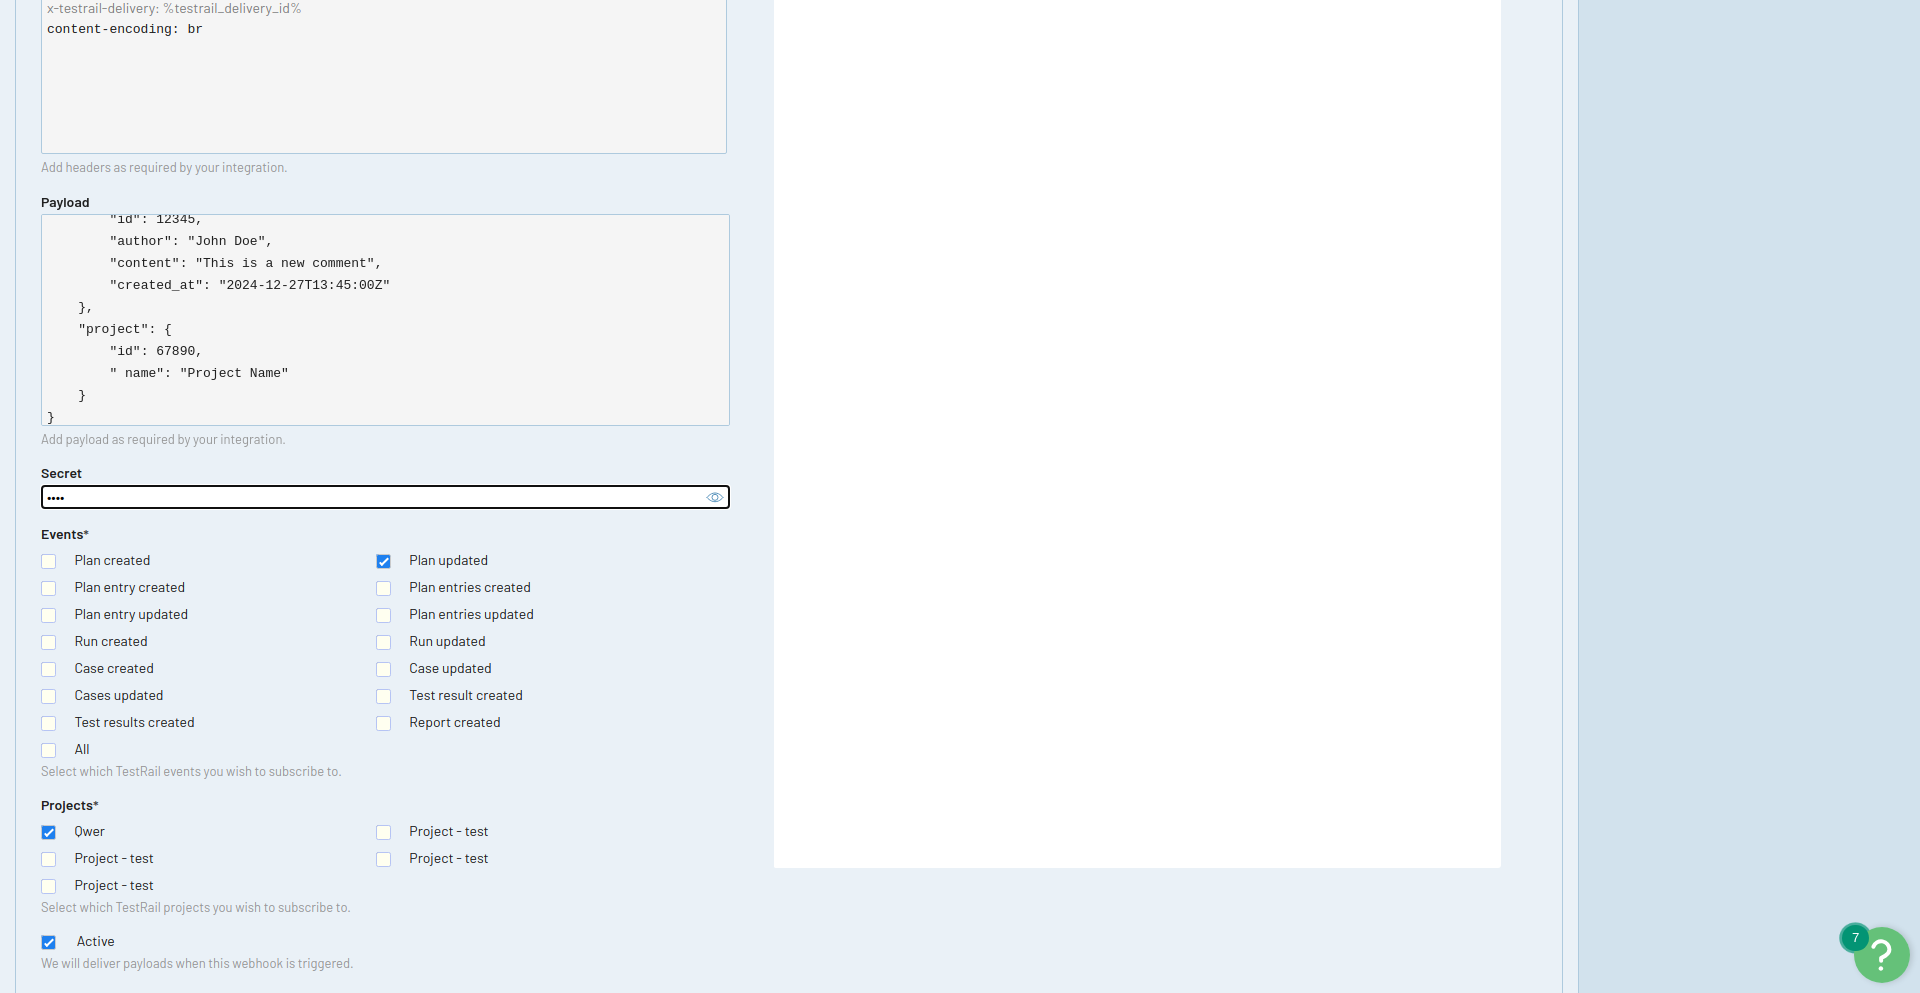 x-testrail-delivery: %testrail_delivery_id%
content-encoding: br
Add headers as required by your integration.
Payload
        "id": 12345,
        "author": "John Doe",
        "content": "This is a new comment",
        "created_at": "2024-12-27T13:45:00Z"
    },
    "project": {
        "id": 67890,
        " name": "Project Name"
    }
}
Add payload as required by your integration.
Secret
••••
Events*
Plan created
Plan updated
Plan entry created
Plan entries created
Plan entry updated
Plan entries updated
Run created
Run updated
Case created
Case updated
Cases updated
Test result created
Test results created
Report created
All
Select which TestRail events you wish to subscribe to.
Projects*
Qwer
Project - test
Project - test
Project - test
Project - test
Select which TestRail projects you wish to subscribe to.
Active
We will deliver payloads when this webhook is triggered.
7
?